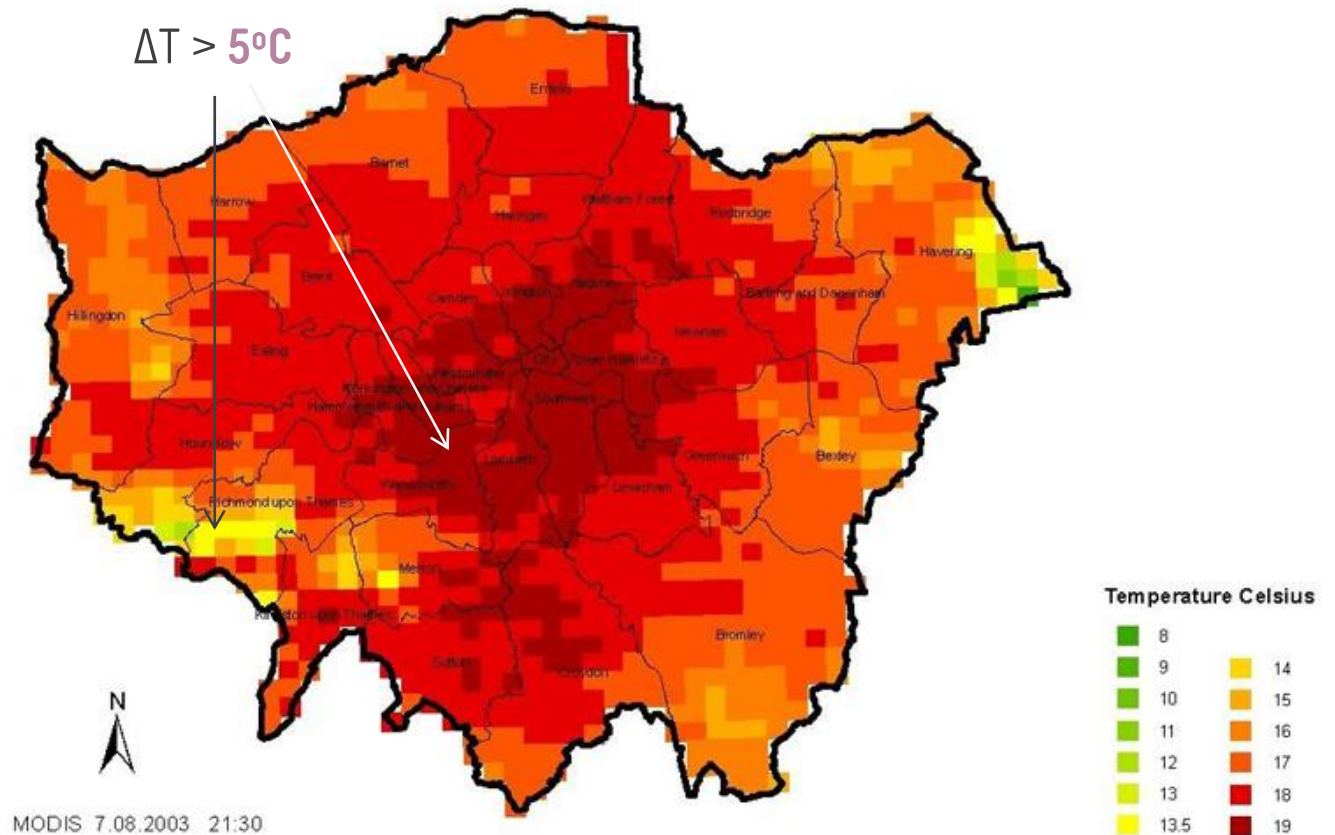 ΔT > 5ºC
Enfield
Barnet
Harrow
Haringey
Waltham Forest
Redbridge
Havering
Brent
Camden
Islington
Hackney
Barking and Dagenham
Hillingdon
Newham
Ealing
City
Tower Hamlets
Westminster
Kensington and Chelsea
Hammersmith and Fulham
Southwark
Hounslow
Lambeth
Greenwich
Bexley
Wandsworth
Lewisham
Richmond upon Thames
Merton
Kingston upon Thames
Bromley
Sutton
Croydon
Temperature Celsius
8
9 14
10 15
11 16
12 17
13 18
13.5 19
N
MODIS 7.08.2003 21:30